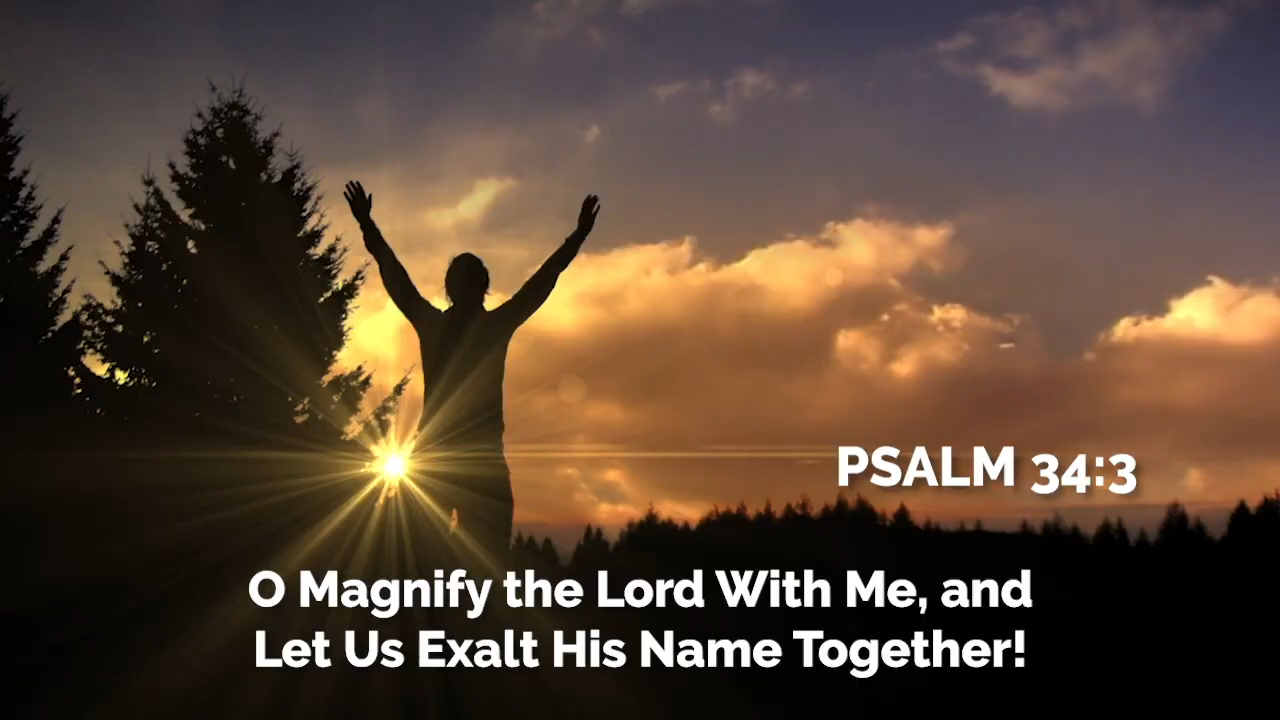 PSALM 34:3
O Magnify the Lord With Me, and
Let Us Exalt His Name Together!